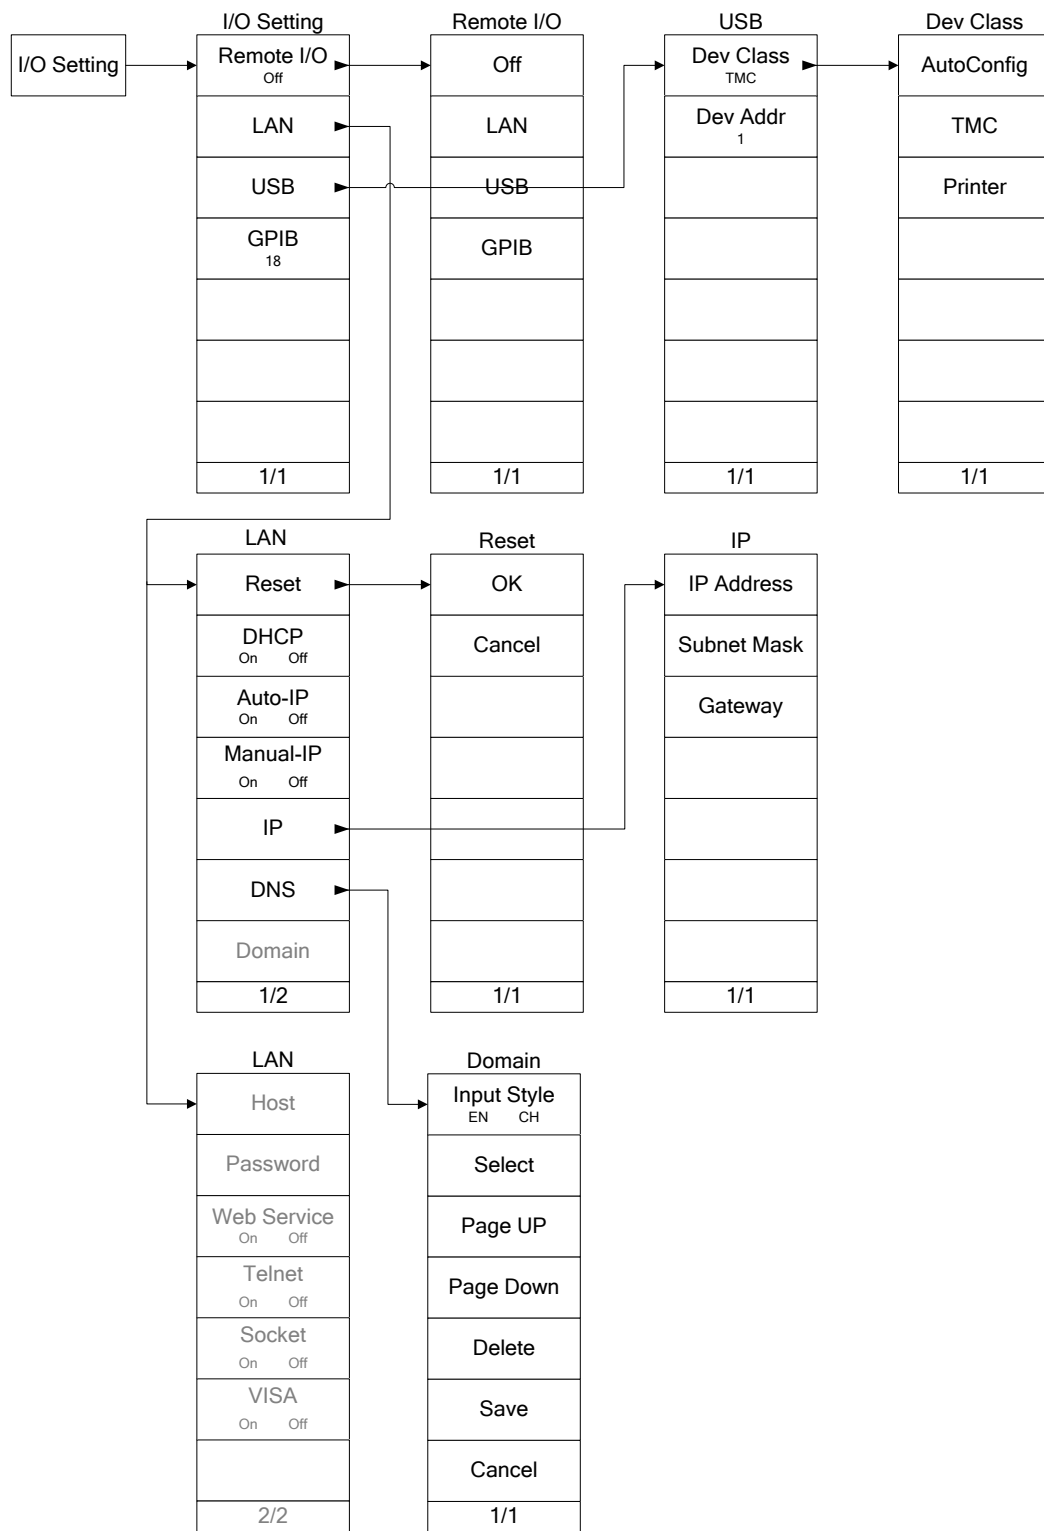 I/O Setting
I/O Setting
Remote I/O
Off
LAN
USB
GPIB
18
1/1
Remote I/O
Off
LAN
USB
GPIB
1/1
USB
Dev Class
TMC
Dev Addr
1
1/1
Dev Class
AutoConfig
TMC
Printer
1/1
LAN
Reset
DHCP
On Off
Auto-IP
On Off
Manual-IP
On Off
IP
DNS
Domain
1/2
Reset
OK
Cancel
1/1
IP
IP Address
Subnet Mask
Gateway
1/1
LAN
Host
Password
Web Service
On Off
Telnet
On Off
Socket
On Off
VISA
On Off
2/2
Domain
Input Style
EN CH
Select
Page UP
Page Down
Delete
Save
Cancel
1/1